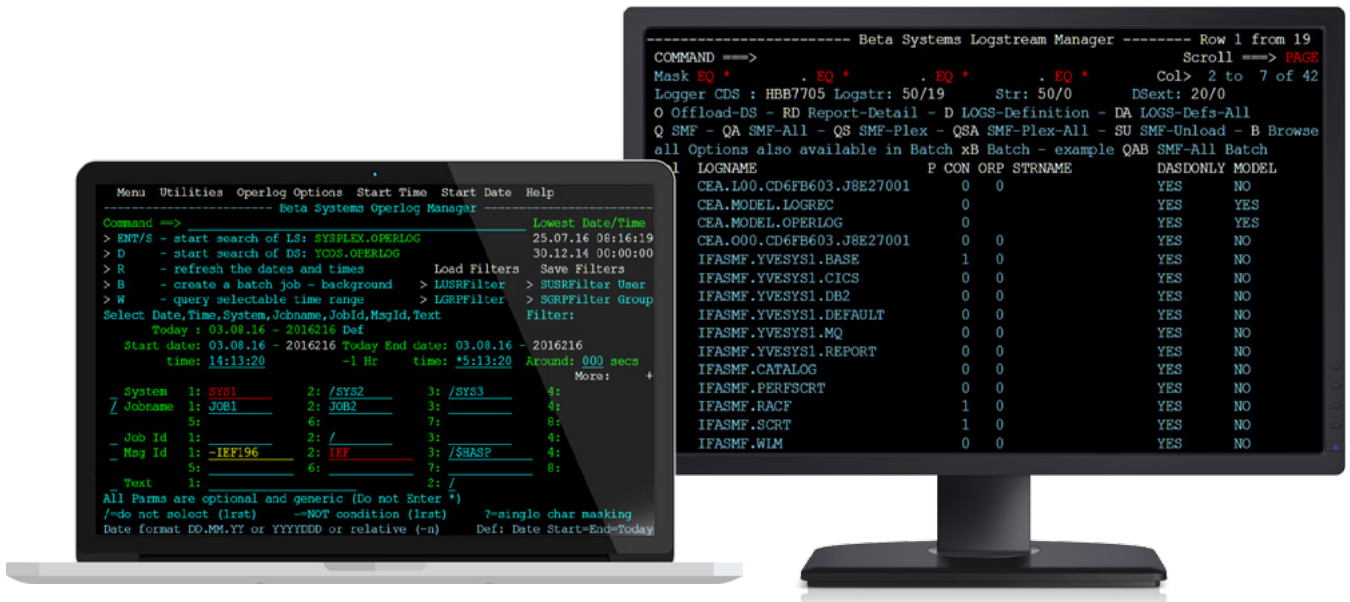 Menu Utilities Operlog Options Start Time Start Date Help
---------------------------- Beta Systems Operlog Manager ----------------------------
Command ==> Lowest Date/Time
> ENT/S - start search of LS: SYSPLEX.OPERLOG 25.07.16 08:16:19
> D - start search of DS: YCOS.OPERLOG 30.12.14 00:00:00
> R - refresh the dates and times Load Filters Save Filters
> B - create a batch job - background > LUSRFilter > SUSRFilter User
> W - query selectable time range > LGRPFilter > SGRPFilter Group
Select Date,Time,System,Jobname,JobId,MsgId,Text Filter:
Today : 03.08.16 - 2016216 Def
Start date: 03.08.16 - 2016216 Today End date: 03.08.16 - 2016216
time: 14:13:20 -1 Hr time: *5:13:20 Around: 000 secs
More: +
_ System 1: SYS1 2: /SYS2 3: /SYS3 4:
/ Jobname 1: JOB1 2: JOB2 3: 4:
5: 6: 7: 8:
_ Job Id 1: 2: / 3: 4:
_ Msg Id 1: -IEF196 2: IEF 3: /$HASP 4:
5: 6: 7: 8:
_ Text 1: 2: /
All Parms are optional and generic (Do not Enter *)
/=do not select (1rst) -=NOT condition (1rst) ?=single char masking
Date format DD.MM.YY or YYYYDDD or relative (-n) Def: Date Start=End=Today
------------------------ Beta Systems Logstream Manager -------- Row 1 from 19
COMMAND ===> Scroll ===> PAGE
Mask EQ * . EQ * . EQ * . EQ * Col> 2 to 7 of 42
Logger CDS : HBB7705 Logstr: 50/19 Str: 50/0 DSext: 20/0
O Offload-DS - RD Report-Detail - D LOGS-Definition - DA LOGS-Defs-All
Q SMF - QA SMF-All - QS SMF-Plex - QSA SMF-Plex-All - SU SMF-Unload - B Browse
all Options also available in Batch xB Batch - example QAB SMF-All Batch
l LOGNAME P CON ORP STRNAME DASDONLY MODEL
CEA.L00.CD6FB603.J8E27001 0 0 YES NO
CEA.MODEL.LOGREC 0 YES YES
CEA.MODEL.OPERLOG 0 YES YES
CEA.O00.CD6FB603.J8E27001 0 0 YES NO
IFASMF.YVESYS1.BASE 1 0 YES NO
IFASMF.YVESYS1.CICS 0 0 YES NO
IFASMF.YVESYS1.DB2 0 0 YES NO
IFASMF.YVESYS1.DEFAULT 0 0 YES NO
IFASMF.YVESYS1.MQ 0 0 YES NO
IFASMF.YVESYS1.REPORT 0 0 YES NO
IFASMF.CATALOG 0 0 YES NO
IFASMF.PERFSCRT 0 0 YES NO
IFASMF.RACF 1 0 YES NO
IFASMF.SCRT 1 0 YES NO
IFASMF.WLM 0 0 YES NO